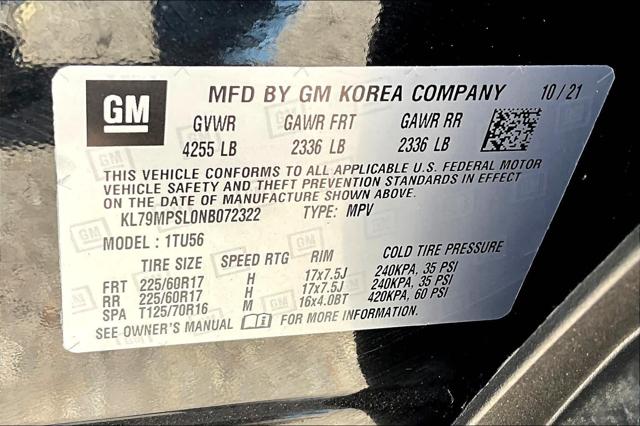 GM MFD BY GM KOREA COMPANY 10/21
GVWR GAWR FRT GAWR RR
4255 LB 2336 LB 2336 LB
THIS VEHICLE CONFORMS TO ALL APPLICABLE U.S. FEDERAL MOTOR
VEHICLE SAFETY AND THEFT PREVENTION STANDARDS IN EFFECT
ON THE DATE OF MANUFACTURE SHOWN ABOVE.
KL79MPSL0NB072322 TYPE: MPV
MODEL : 1TU56
TIRE SIZE SPEED RTG RIM COLD TIRE PRESSURE
FRT 225/60R17 H 17x7.5J 240KPA, 35 PSI
RR 225/60R17 H 17x7.5J 240KPA, 35 PSI
SPA T125/70R16 M 16x4.0BT 420KPA, 60 PSI
SEE OWNER'S MANUAL FOR MORE INFORMATION.